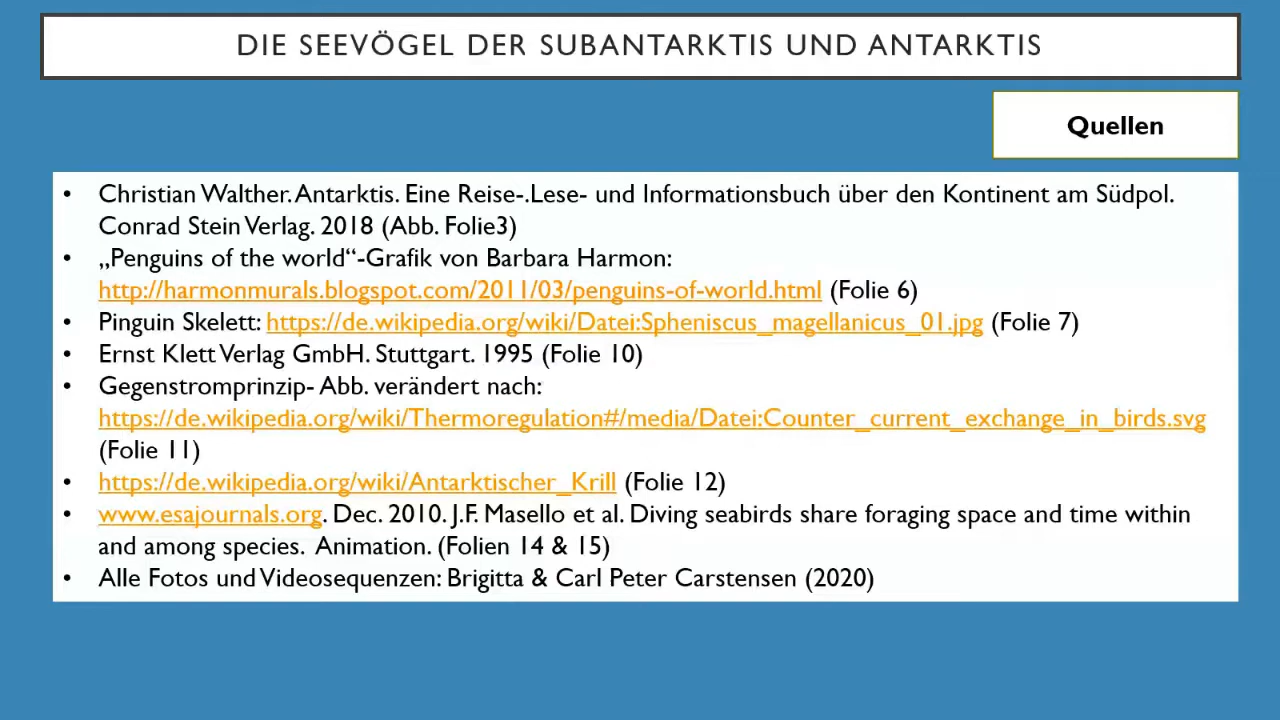 DIE SEEVÖGEL DER SUBANTARKTIS UND ANTARKTIS
Quellen
• Christian Walther. Antarktis. Eine Reise-.Lese- und Informationsbuch über den Kontinent am Südpol.
Conrad Stein Verlag. 2018 (Abb. Folie3)
• „Penguins of the world“-Grafik von Barbara Harmon:
http://harmonmurals.blogspot.com/2011/03/penguins-of-world.html (Folie 6)
• Pinguin Skelett: https://de.wikipedia.org/wiki/Datei:Spheniscus_magellanicus_01.jpg (Folie 7)
• Ernst Klett Verlag GmbH. Stuttgart. 1995 (Folie 10)
• Gegenstromprinzip- Abb. verändert nach:
https://de.wikipedia.org/wiki/Thermoregulation#/media/Datei:Counter_current_exchange_in_birds.svg
(Folie 11)
• https://de.wikipedia.org/wiki/Antarktischer_Krill (Folie 12)
• www.esajournals.org. Dec. 2010. J.F. Masello et al. Diving seabirds share foraging space and time within
and among species. Animation. (Folien 14 & 15)
• Alle Fotos und Videosequenzen: Brigitta & Carl Peter Carstensen (2020)